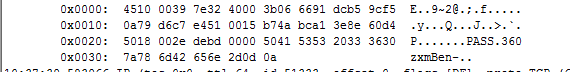 0x0000: 4510 0039 7e32 4000 3b06 6691 dcb5 9cf5 E..9~2@.;.f.....
0x0010: 0a79 d6c7 e451 0015 b74a bca1 3e8e 60d4 .y...Q...J..>.`.
0x0020: 5018 002e debd 0000 5041 5353 2033 3630 P.......PASS.360
0x0030: 7a78 6d42 656e 2d0d 0a zxmBen-..